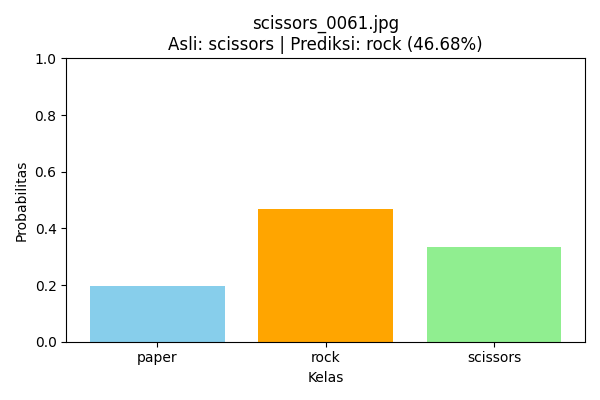 scissors_0061.jpg
Asli: scissors | Prediksi: rock (46.68%)
1.0
0.8
0.6
0.4
0.2
0.0
Probabilitas
paper rock scissors
Kelas